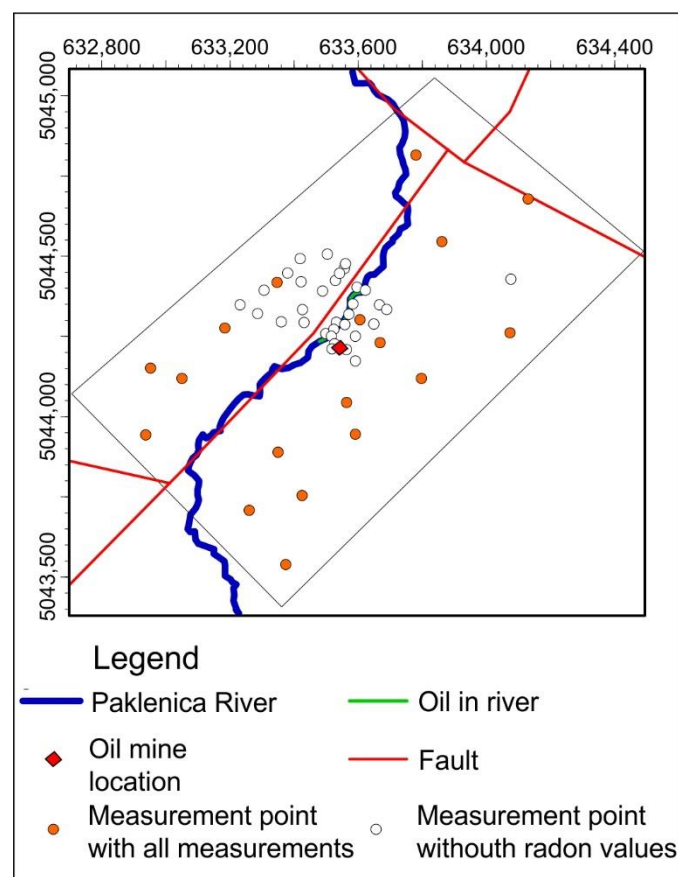 632,800 633,200 633,600 634,000 634,400
5045,000
5044,500
5044,000
5043,500
Legend
Paklenica River
Oil in river
Oil mine
location
Fault
Measurement point
with all measurements
Measurement point
withouth radon values